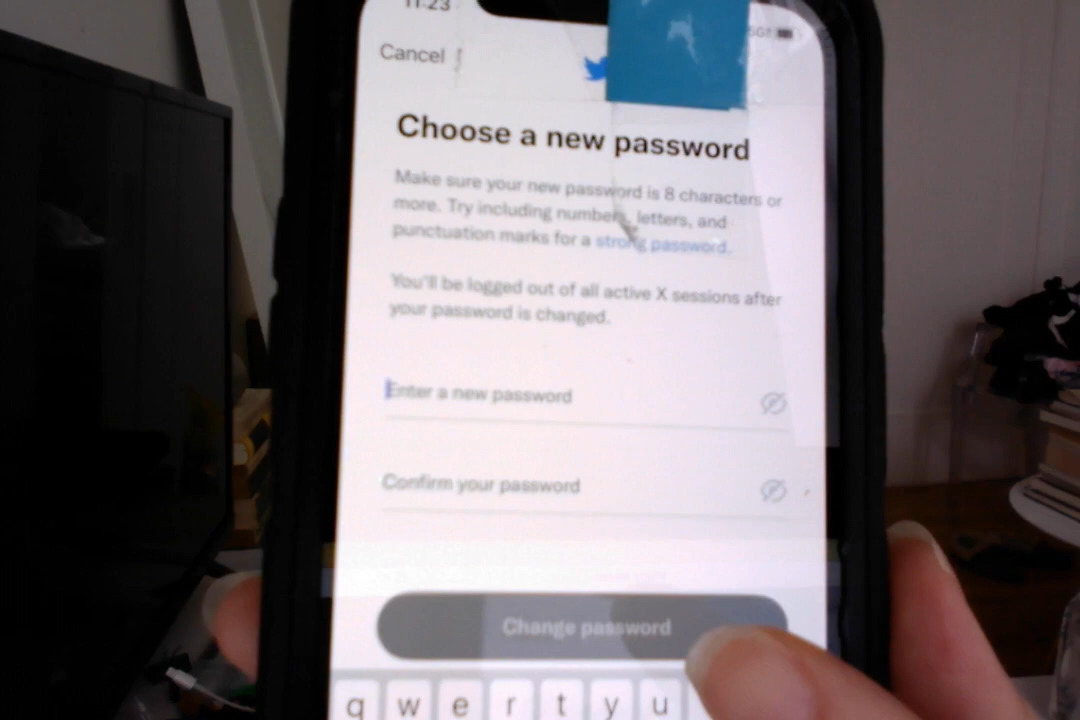 11:23
5G
Cancel
Choose a new password
Make sure your new password is 8 characters or
more. Try including numbers, letters, and
punctuation marks for a strong password.
You'll be logged out of all active X sessions after
your password is changed.
Enter a new password
Confirm your password
Change password
q w e r t y u